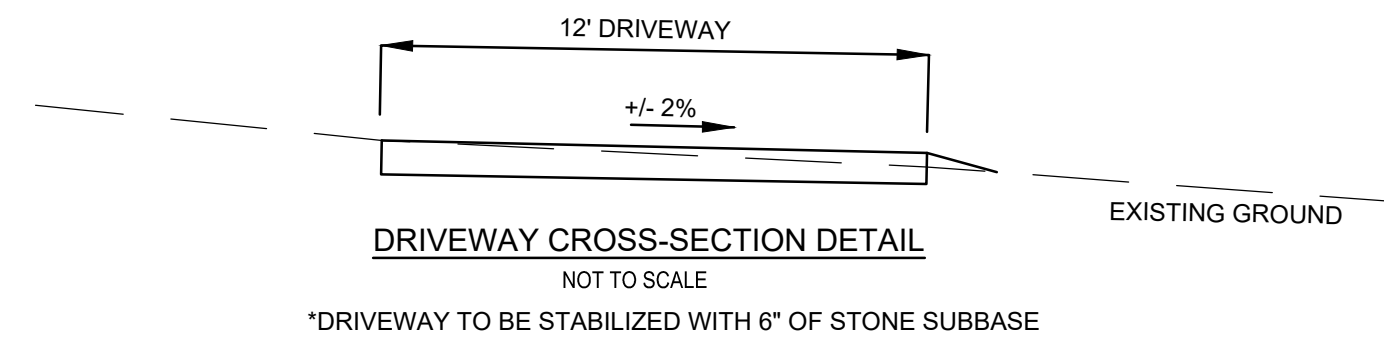 12' DRIVEWAY
+/- 2%
EXISTING GROUND
DRIVEWAY CROSS-SECTION DETAIL
NOT TO SCALE
*DRIVEWAY TO BE STABILIZED WITH 6" OF STONE SUBBASE